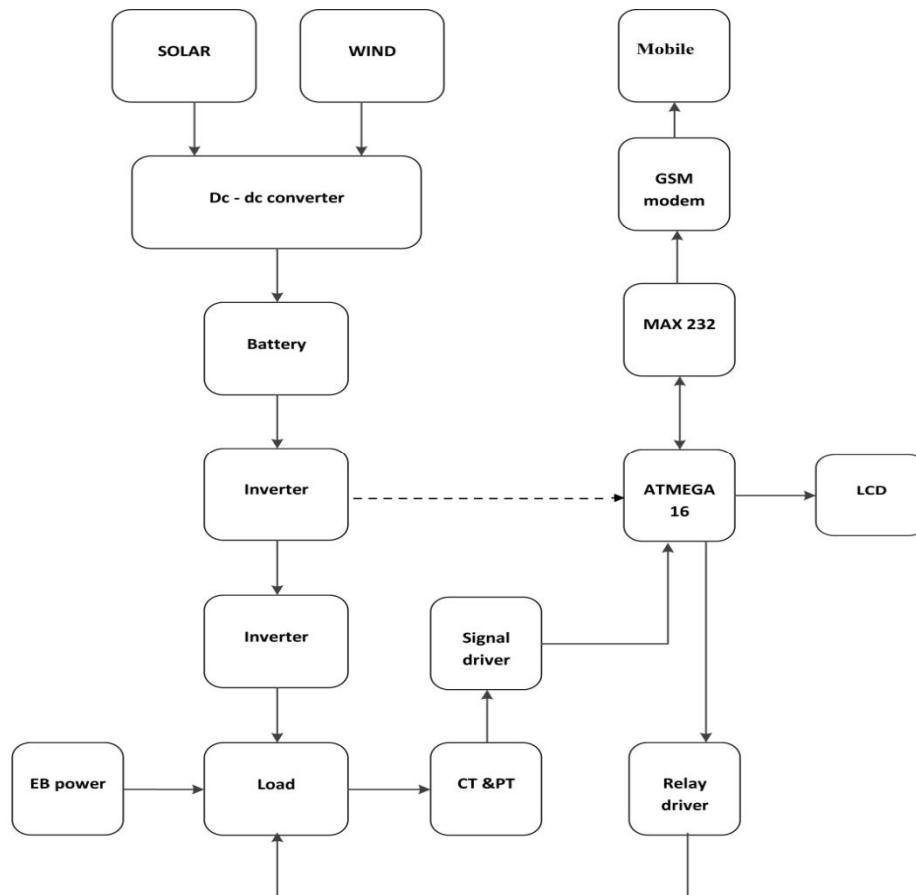 SOLAR
WIND
Mobile
Dc - dc converter
GSM
modem
Battery
MAX 232
Inverter
ATMEGA
16
LCD
Inverter
Signal
driver
EB power
Load
CT &PT
Relay
driver